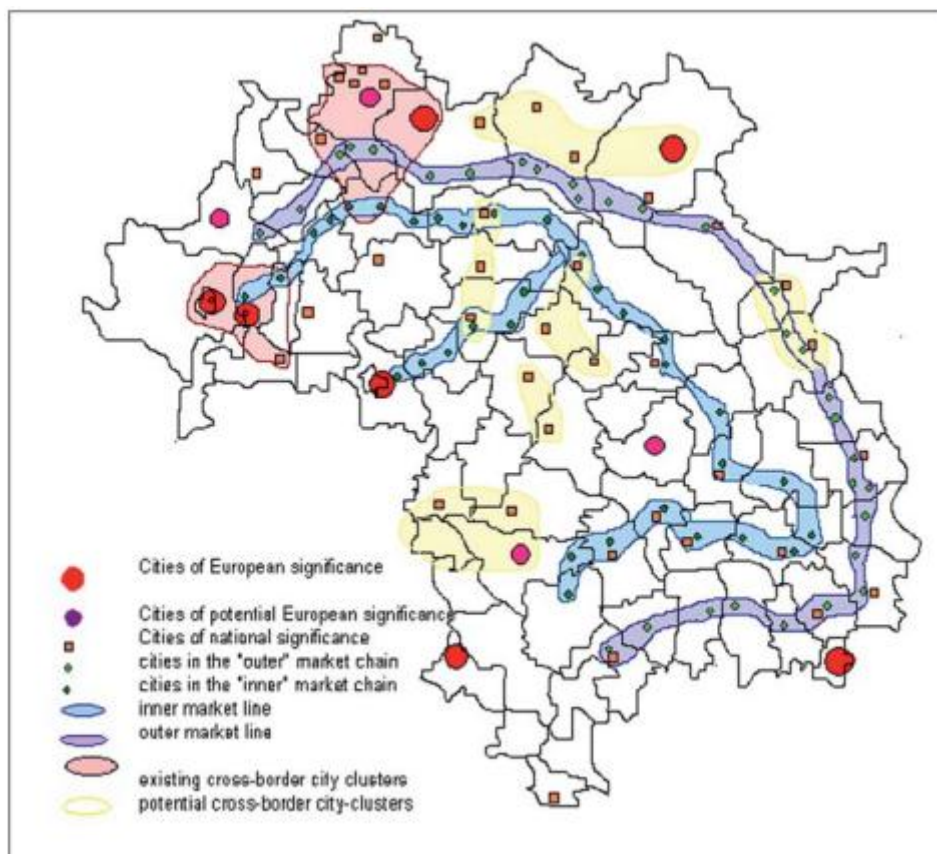 Cities of European significance
Cities of potential European significance
Cities of national significance
cities in the "outer" market chain
cities in the "inner" market chain
inner market line
outer market line
existing cross-border city clusters
potential cross-border city-clusters